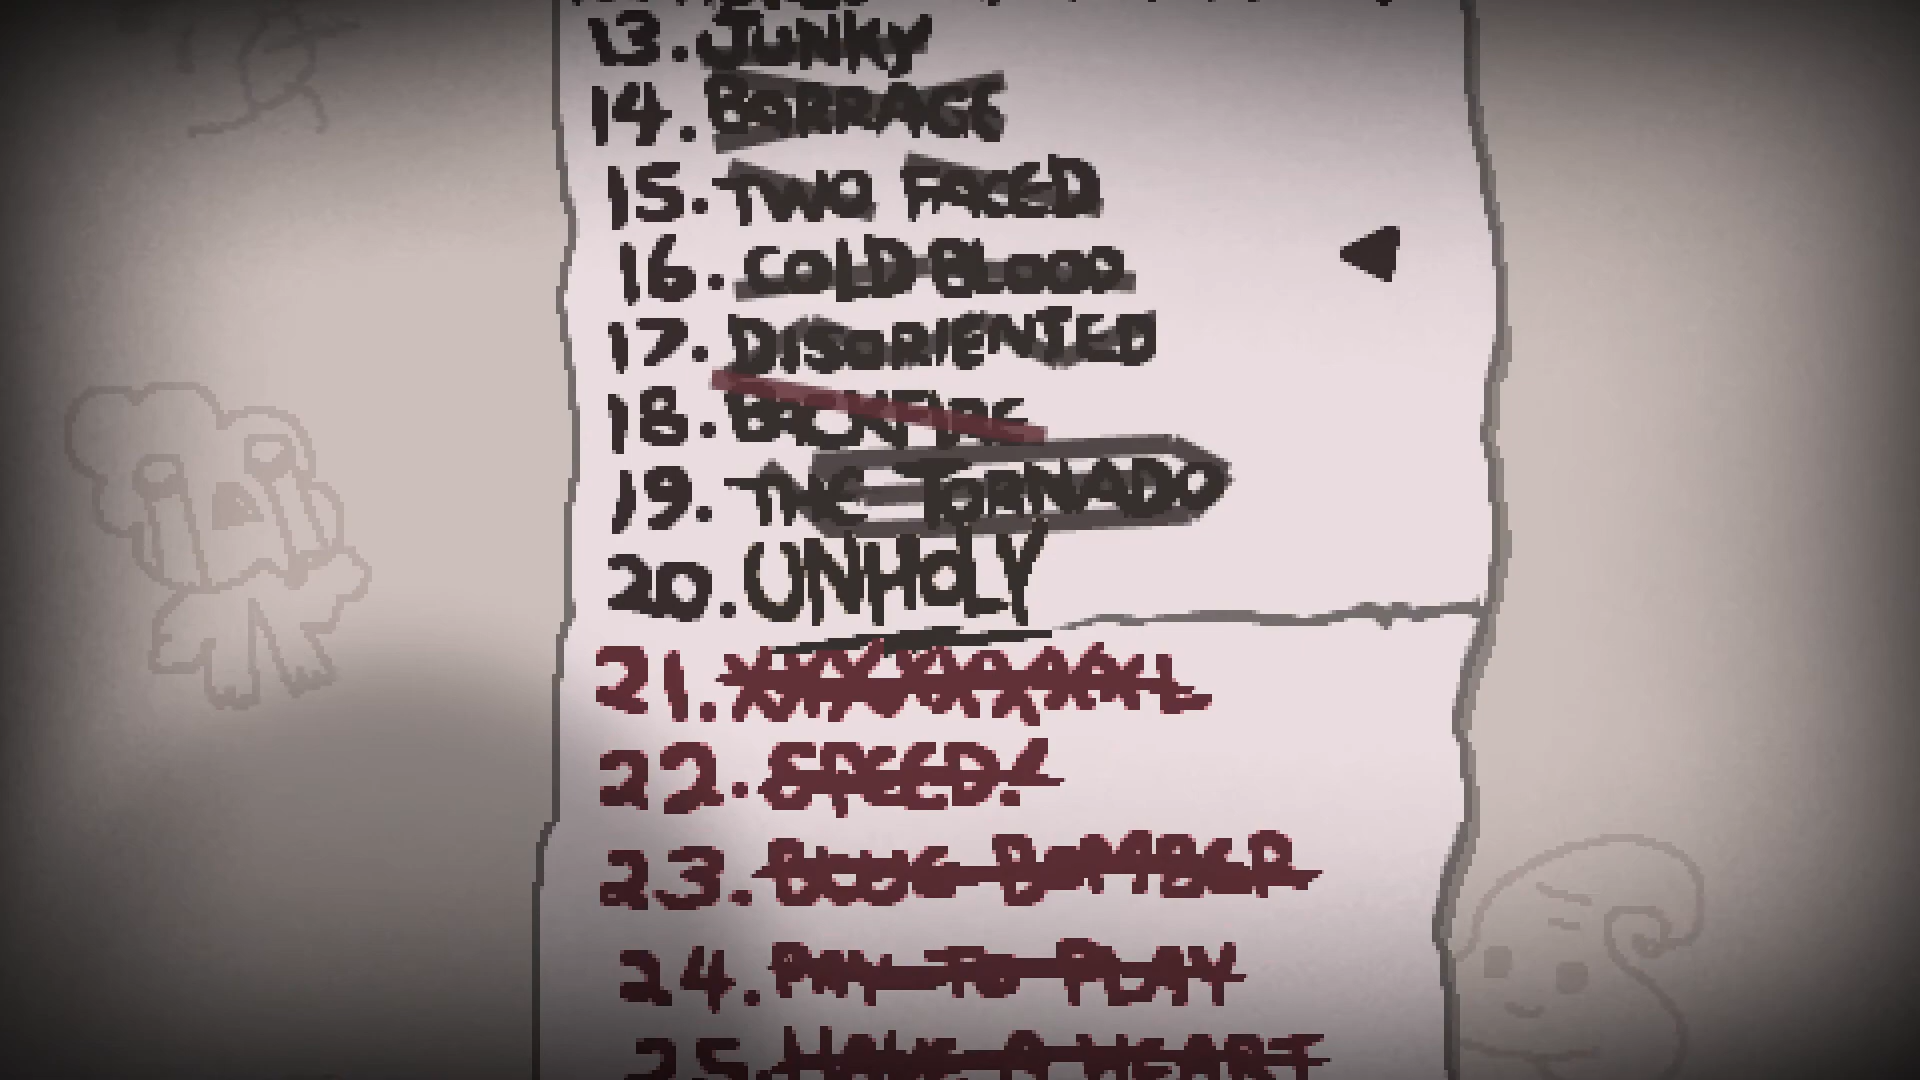 13. JUNKY
14. BARRAGE
15. TWO FACED
16. COLD BLOOD
17. DISORIENTED
18. BACKFIRE
19. THE TORNADO
20. UNHOLY
21.
22. SPEED!
23. BLUE BOMBER
24. PAY TO PLAY
25. HAVE A HEART